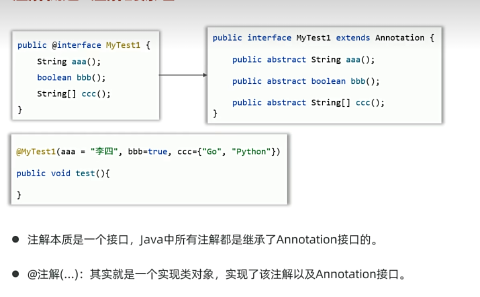 public @interface MyTest1 {
String aaa();
boolean bbb();
String[] ccc();
}
public interface MyTest1 extends Annotation {
public abstract String aaa();
public abstract boolean bbb();
public abstract String[] ccc();
}
@MyTest1(aaa = "李四", bbb=true, ccc={"Go", "Python"})
public void test(){
}
● 注解本质是一个接口，Java中所有注解都是继承了Annotation接口的。
● @注解(...)：其实就是一个实现类对象，实现了该注解以及Annotation接口。